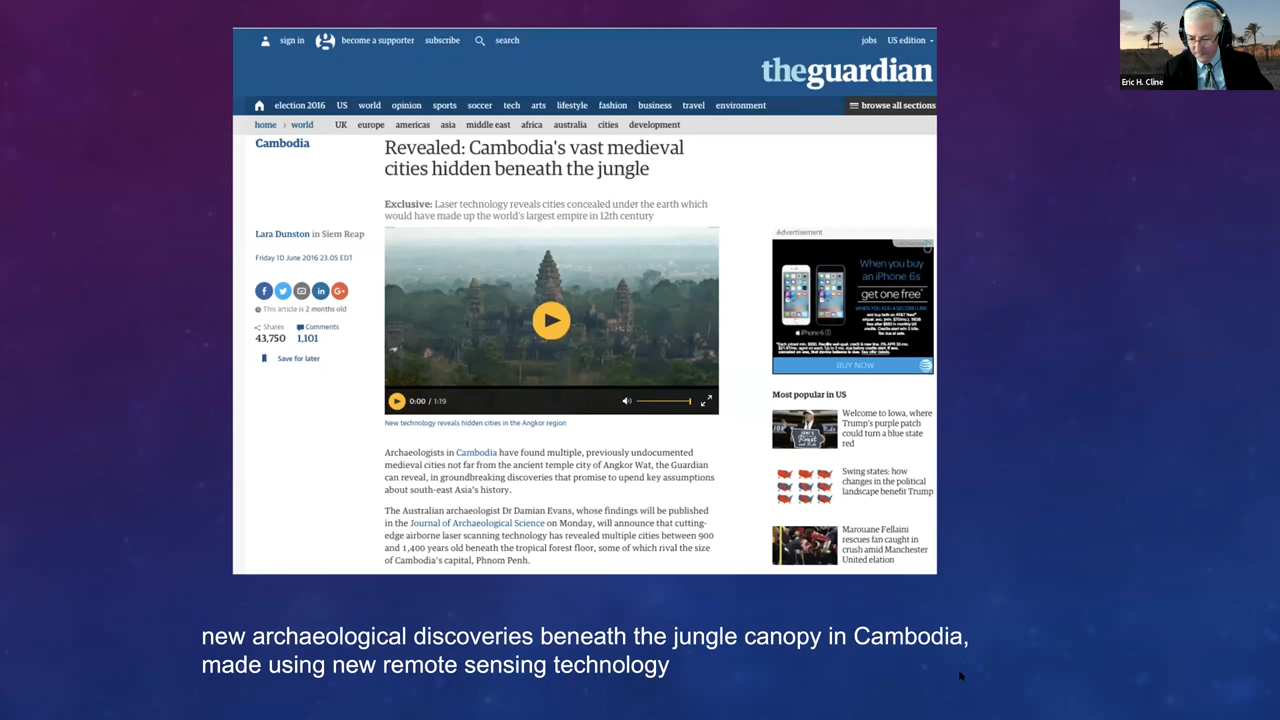 sign in
become a supporter
subscribe
search
jobs
US edition
theguardian
election 2016
US
world
opinion
sports
soccer
tech
arts
lifestyle
fashion
business
travel
environment
browse all sections
home
world
UK
europe
americas
asia
middle east
africa
australia
cities
development
Cambodia
Revealed: Cambodia's vast medieval
cities hidden beneath the jungle
Exclusive: Laser technology reveals cities concealed under the earth which
would have made up the world's largest empire in 12th century
Lara Dunston in Siem Reap
Friday 10 June 2016 23.05 EDT
This article is 2 months old
Shares
43,750
Comments
1,101
Save for later
0:00 / 1:19
New technology reveals hidden cities in the Angkor region
Archaeologists in Cambodia have found multiple, previously undocumented
medieval cities not far from the ancient temple city of Angkor Wat, the Guardian
can reveal, in groundbreaking discoveries that promise to upend key assumptions
about south-east Asia's history.
The Australian archaeologist Dr Damian Evans, whose findings will be published
in the Journal of Archaeological Science on Monday, will announce that cutting-
edge airborne laser scanning technology has revealed multiple cities between 900
and 1,400 years old beneath the tropical forest floor, some of which rival the size
of Cambodia's capital, Phnom Penh.
Advertisement
When you buy
an iPhone 6s
get one free*
iPhone 6s
BUY NOW
Most popular in US
Welcome to Iowa, where
Trump's purple patch
could turn a blue state
red
Swing states: how
changes in the political
landscape benefit Trump
Marouane Fellaini
rescues fan caught in
crush amid Manchester
United elation
Eric H. Cline
new archaeological discoveries beneath the jungle canopy in Cambodia,
made using new remote sensing technology